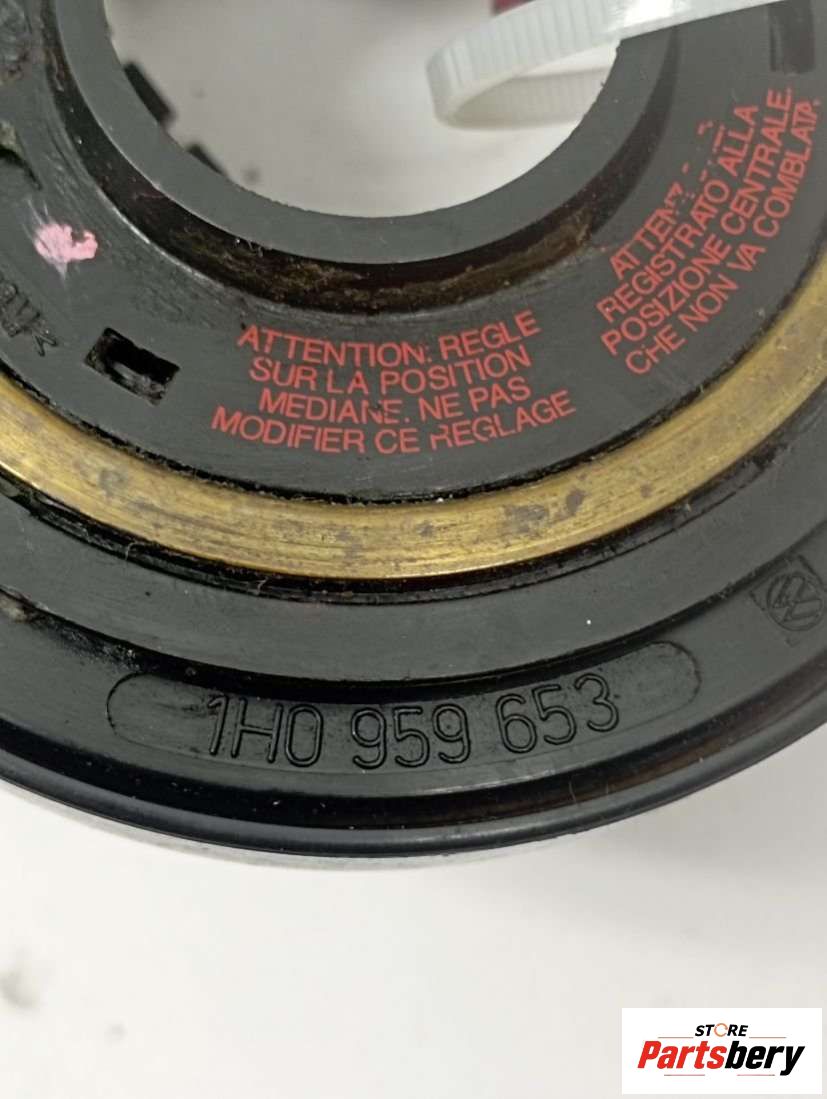 ATTENTION: REGLE
SUR LA POSITION
MEDIANE. NE PAS
MODIFIER CE REGLAGE
REGISTRATO ALLA
POSIZIONE CENTRALE.
CHE NON VA COMBLATA.
1H0 959 653
STORE
Partsbery